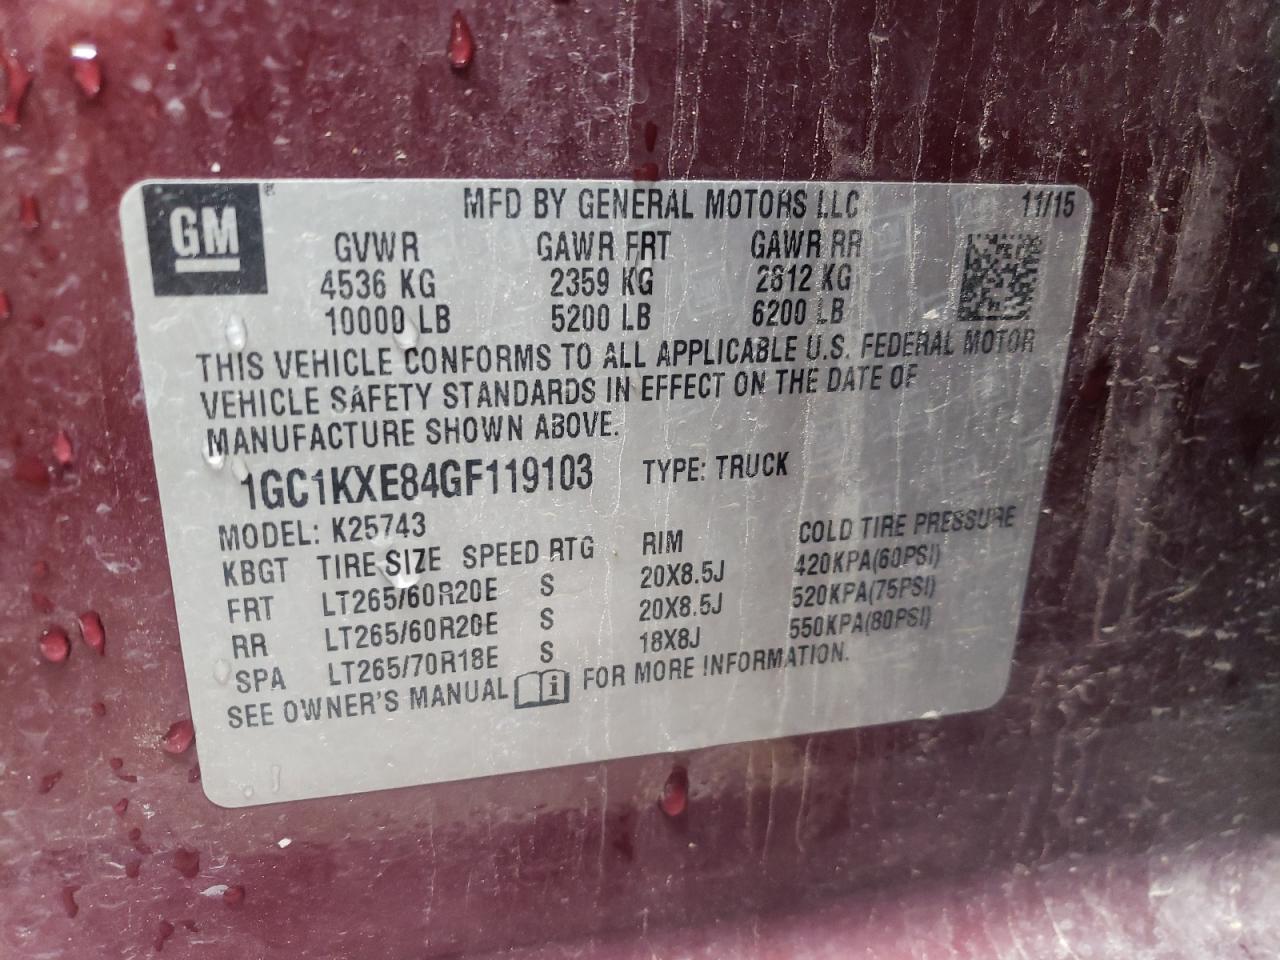 GM ® MFD BY GENERAL MOTORS LLC 11/15
GVWR GAWR FRT GAWR RR
4536 KG 2359 KG 2812 KG
10000 LB 5200 LB 6200 LB
THIS VEHICLE CONFORMS TO ALL APPLICABLE U.S. FEDERAL MOTOR
VEHICLE SAFETY STANDARDS IN EFFECT ON THE DATE OF
MANUFACTURE SHOWN ABOVE.
1GC1KXE84GF119103 TYPE: TRUCK
MODEL: K25743
KBGT TIRE SIZE SPEED RTG RIM COLD TIRE PRESSURE
FRT LT265/60R20E S 20X8.5J 420KPA(60PSI)
RR LT265/60R20E S 20X8.5J 520KPA(75PSI)
SPA LT265/70R18E S 18X8J 550KPA(80PSI)
SEE OWNER'S MANUAL i FOR MORE INFORMATION.